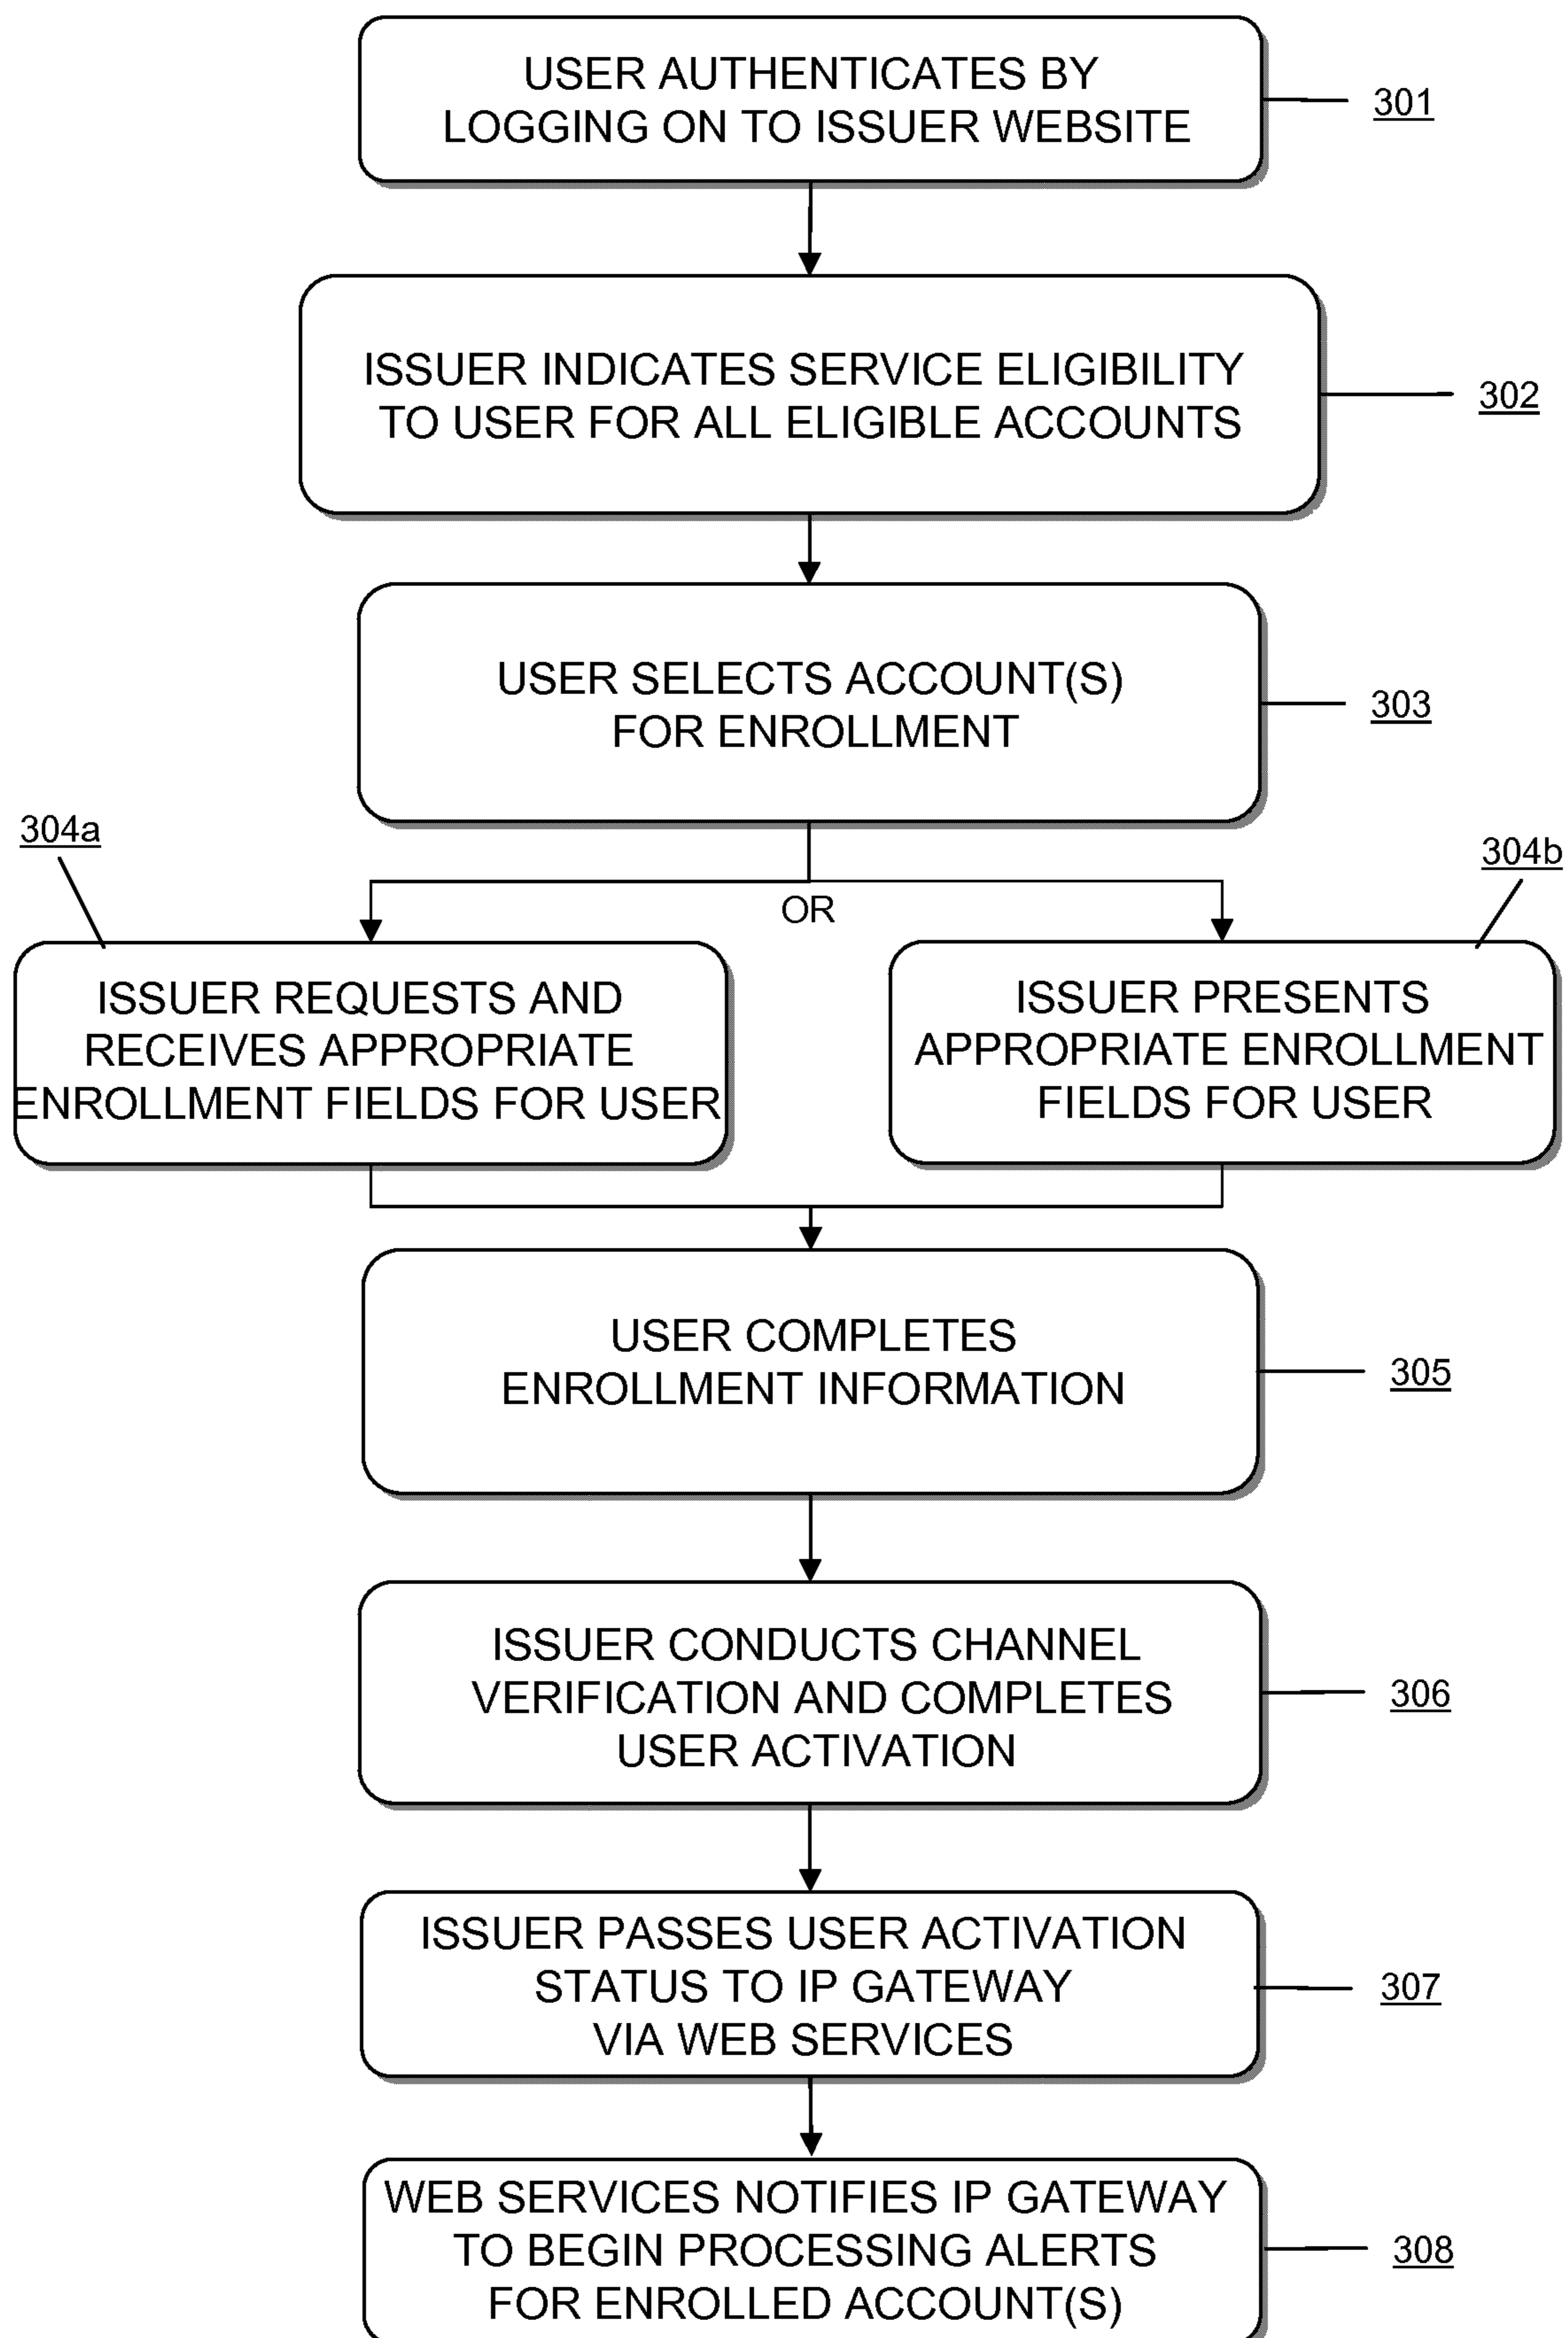 USER AUTHENTICATES BY
LOGGING ON TO ISSUER WEBSITE
301
ISSUER INDICATES SERVICE ELIGIBILITY
TO USER FOR ALL ELIGIBLE ACCOUNTS
302
USER SELECTS ACCOUNT(S)
FOR ENROLLMENT
303
304a
304b
OR
ISSUER REQUESTS AND
RECEIVES APPROPRIATE
ENROLLMENT FIELDS FOR USER
ISSUER PRESENTS
APPROPRIATE ENROLLMENT
FIELDS FOR USER
USER COMPLETES
ENROLLMENT INFORMATION
305
ISSUER CONDUCTS CHANNEL
VERIFICATION AND COMPLETES
USER ACTIVATION
306
ISSUER PASSES USER ACTIVATION
STATUS TO IP GATEWAY
VIA WEB SERVICES
307
WEB SERVICES NOTIFIES IP GATEWAY
TO BEGIN PROCESSING ALERTS
FOR ENROLLED ACCOUNT(S)
308